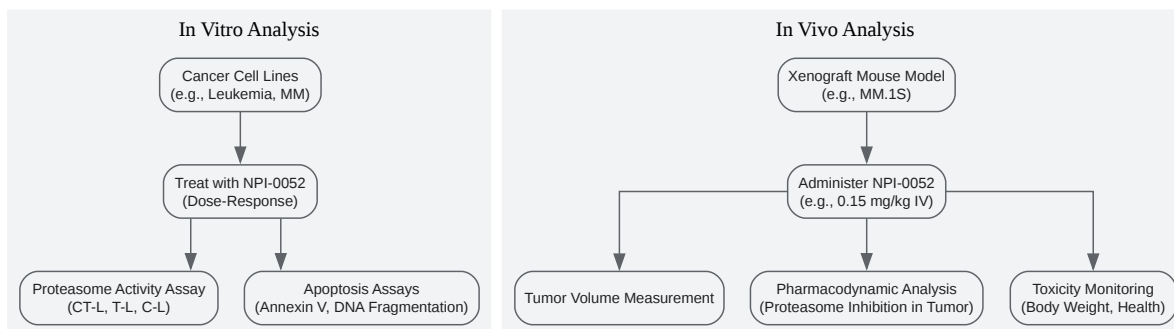 In Vitro Analysis
Cancer Cell Lines
(e.g., Leukemia, MM)
Treat with NPI-0052
(Dose-Response)
Proteasome Activity Assay
(CT-L, T-L, C-L)
Apoptosis Assays
(Annexin V, DNA Fragmentation)
In Vivo Analysis
Xenograft Mouse Model
(e.g., MM.1S)
Administer NPI-0052
(e.g., 0.15 mg/kg IV)
Tumor Volume Measurement
Pharmacodynamic Analysis
(Proteasome Inhibition in Tumor)
Toxicity Monitoring
(Body Weight, Health)